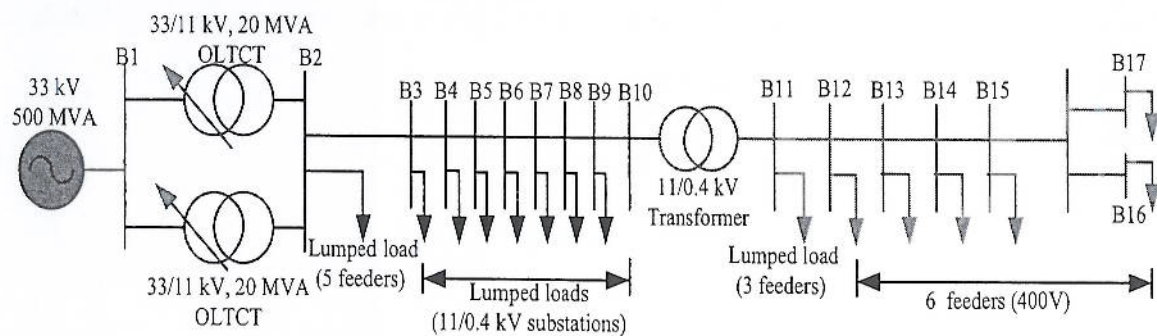 33/11 kV, 20 MVA
OLTCT
B1
B2
33 kV
500 MVA
B3
B4
B5
B6
B7
B8
B9
B10
B11
B12
B13
B14
B15
B17
B16
11/0.4 kV
Transformer
Lumped load
(5 feeders)
Lumped loads
(11/0.4 kV substations)
Lumped load
(3 feeders)
6 feeders (400V)
33/11 kV, 20 MVA
OLTCT